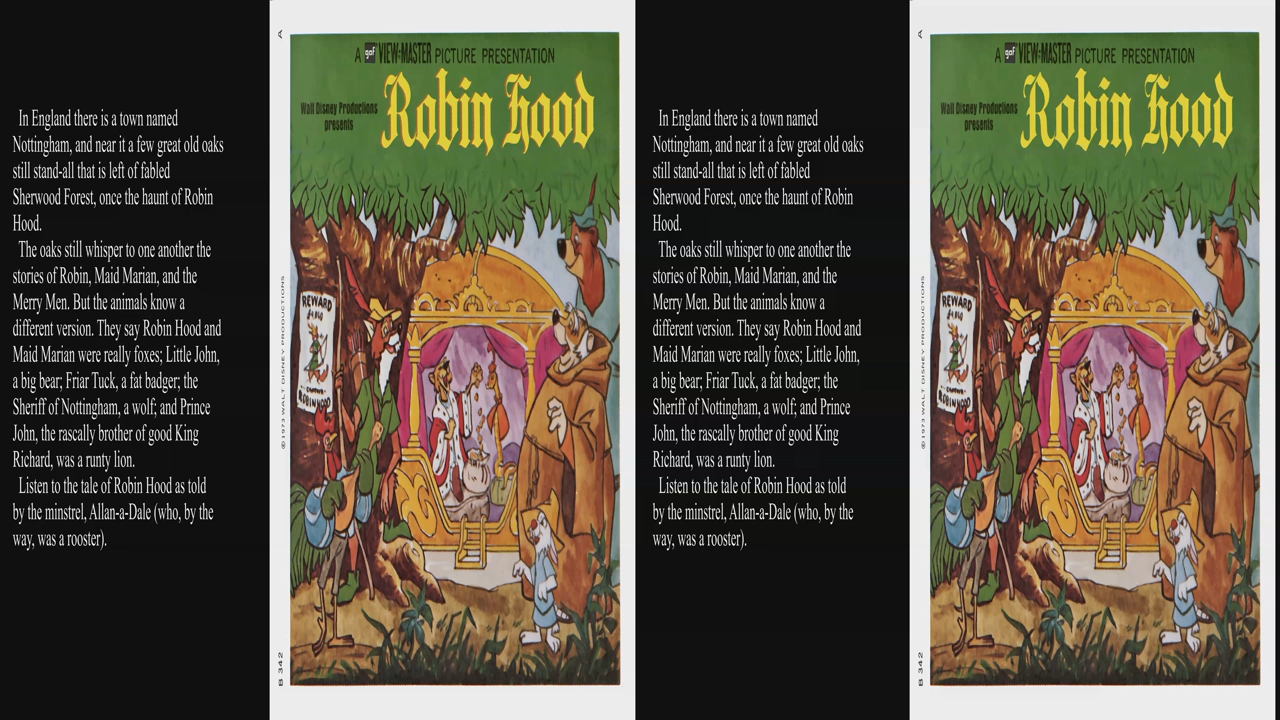 In England there is a town named
Nottingham, and near it a few great old oaks
still stand-all that is left of fabled
Sherwood Forest, once the haunt of Robin
Hood.
The oaks still whisper to one another the
stories of Robin, Maid Marian, and the
Merry Men. But the animals know a
different version. They say Robin Hood and
Maid Marian were really foxes; Little John,
a big bear; Friar Tuck, a fat badger; the
Sheriff of Nottingham, a wolf; and Prince
John, the rascally brother of good King
Richard, was a runty lion.
Listen to the tale of Robin Hood as told
by the minstrel, Allan-a-Dale (who, by the
way, was a rooster).
A
A gaf VIEW-MASTER PICTURE PRESENTATION
Walt Disney Productions
presents
Robin Hood
REWARD
ROBIN HOOD
© 1973 WALT DISNEY PRODUCTIONS
B 342
In England there is a town named
Nottingham, and near it a few great old oaks
still stand-all that is left of fabled
Sherwood Forest, once the haunt of Robin
Hood.
The oaks still whisper to one another the
stories of Robin, Maid Marian, and the
Merry Men. But the animals know a
different version. They say Robin Hood and
Maid Marian were really foxes; Little John,
a big bear; Friar Tuck, a fat badger; the
Sheriff of Nottingham, a wolf; and Prince
John, the rascally brother of good King
Richard, was a runty lion.
Listen to the tale of Robin Hood as told
by the minstrel, Allan-a-Dale (who, by the
way, was a rooster).
A
A gaf VIEW-MASTER PICTURE PRESENTATION
Walt Disney Productions
presents
Robin Hood
REWARD
ROBIN HOOD
© 1973 WALT DISNEY PRODUCTIONS
B 342